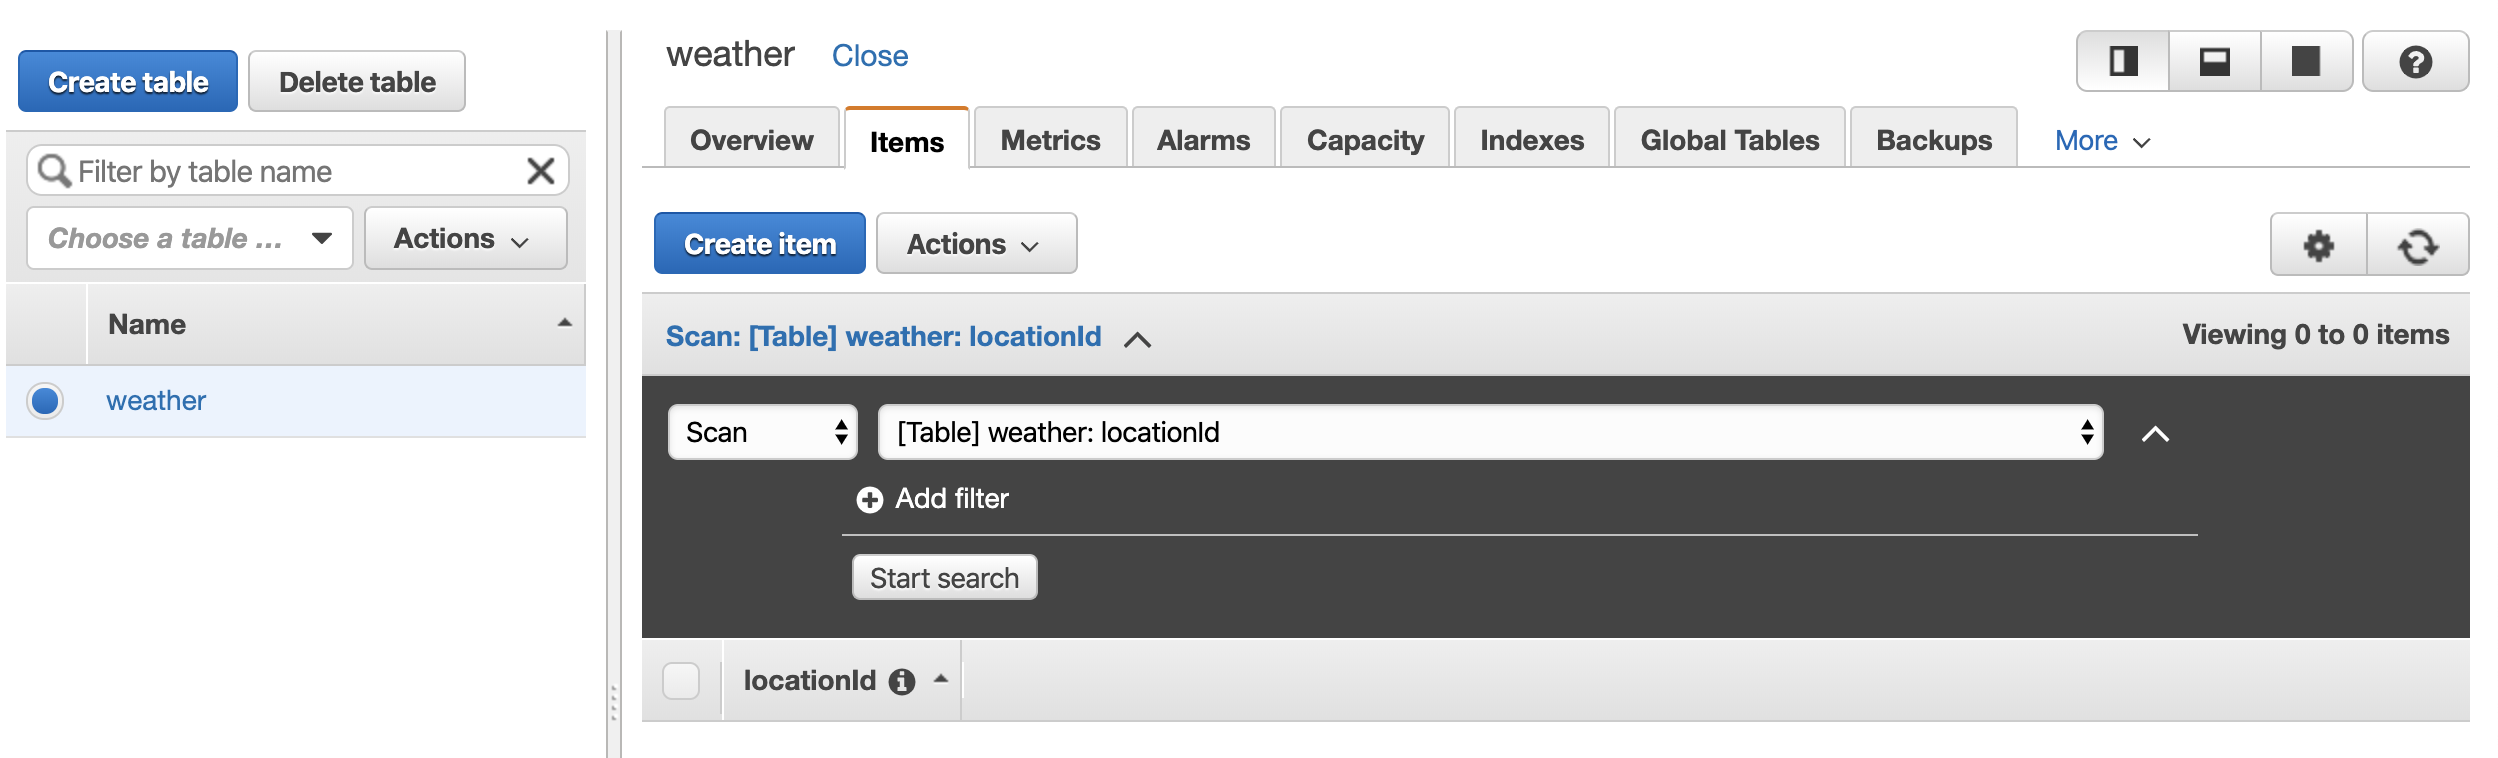 Create table Delete table
Filter by table name
Choose a table ... Actions
Name
weather
weather Close
Overview Items Metrics Alarms Capacity Indexes Global Tables Backups More
Create item Actions
Scan: [Table] weather: locationId Viewing 0 to 0 items
Scan [Table] weather: locationId
Add filter
Start search
locationId